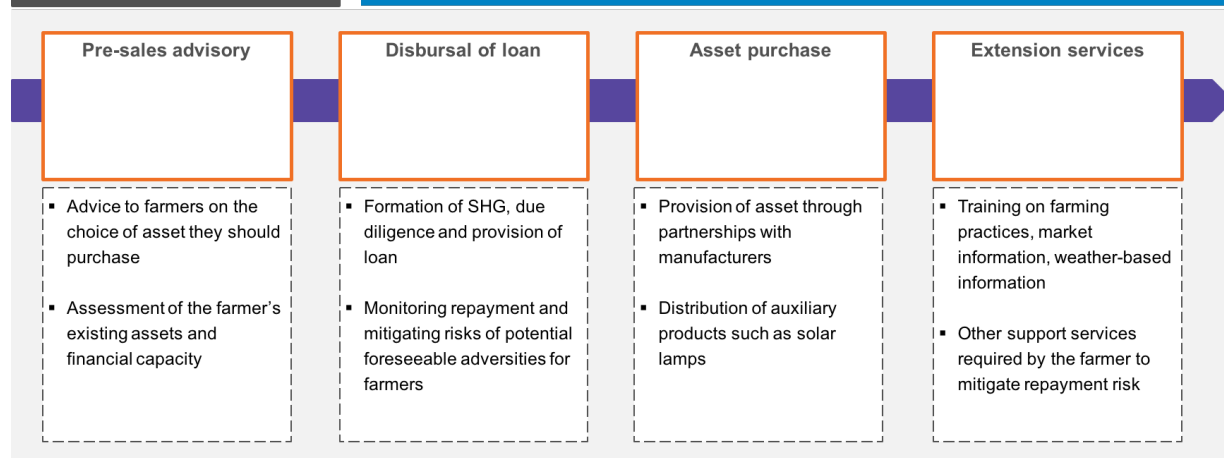 Pre-sales advisory
Disbursal of loan
Asset purchase
Extension services
▪ Advice to farmers on the
choice of asset they should
purchase
▪ Assessment of the farmer’s
existing assets and
financial capacity
▪ Formation of SHG, due
diligence and provision of
loan
▪ Monitoring repayment and
mitigating risks of potential
foreseeable adversities for
farmers
▪ Provision of asset through
partnerships with
manufacturers
▪ Distribution of auxiliary
products such as solar
lamps
▪ Training on farming
practices, market
information, weather-based
information
▪ Other support services
required by the farmer to
mitigate repayment risk